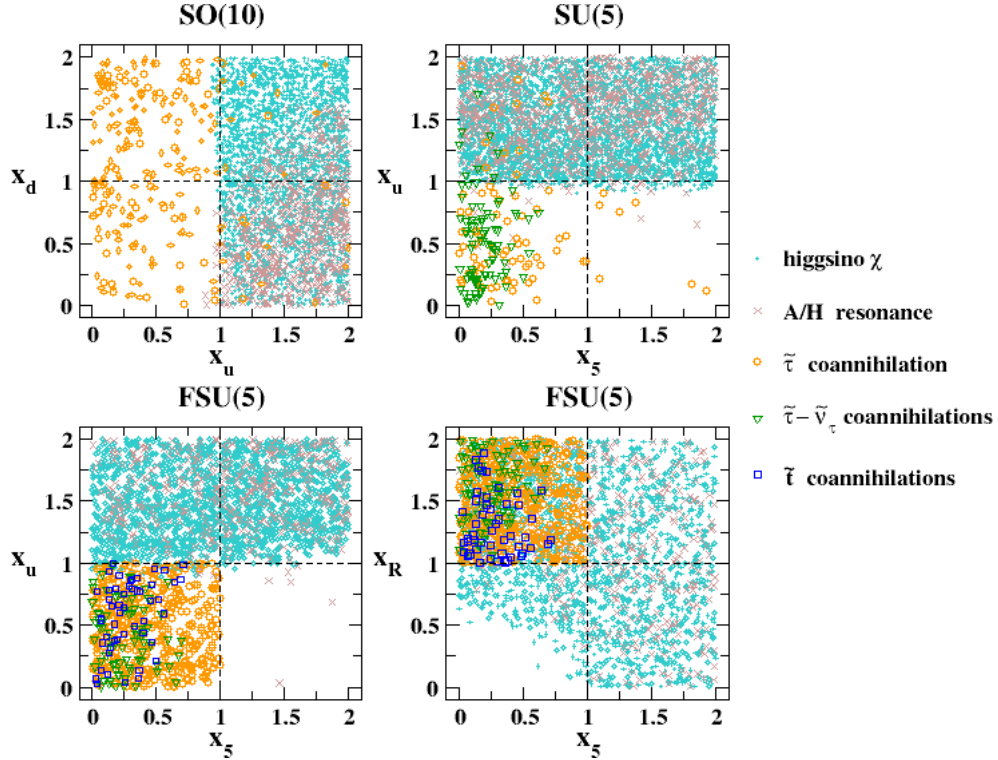 SO(10)
SU(5)
2
1.5
x_d 1
0.5
0
0 0.5 1 1.5 2
x_u
2
1.5
x_u 1
0.5
0
0 0.5 1 1.5 2
x_5
FSU(5)
FSU(5)
2
1.5
x_u 1
0.5
0
0 0.5 1 1.5 2
x_5
2
1.5
x_R 1
0.5
0
0 0.5 1 1.5 2
x_5
higgsino χ
A/H resonance
τ̃ coannihilation
τ̃ − ν̃_τ coannihilations
t̃ coannihilations